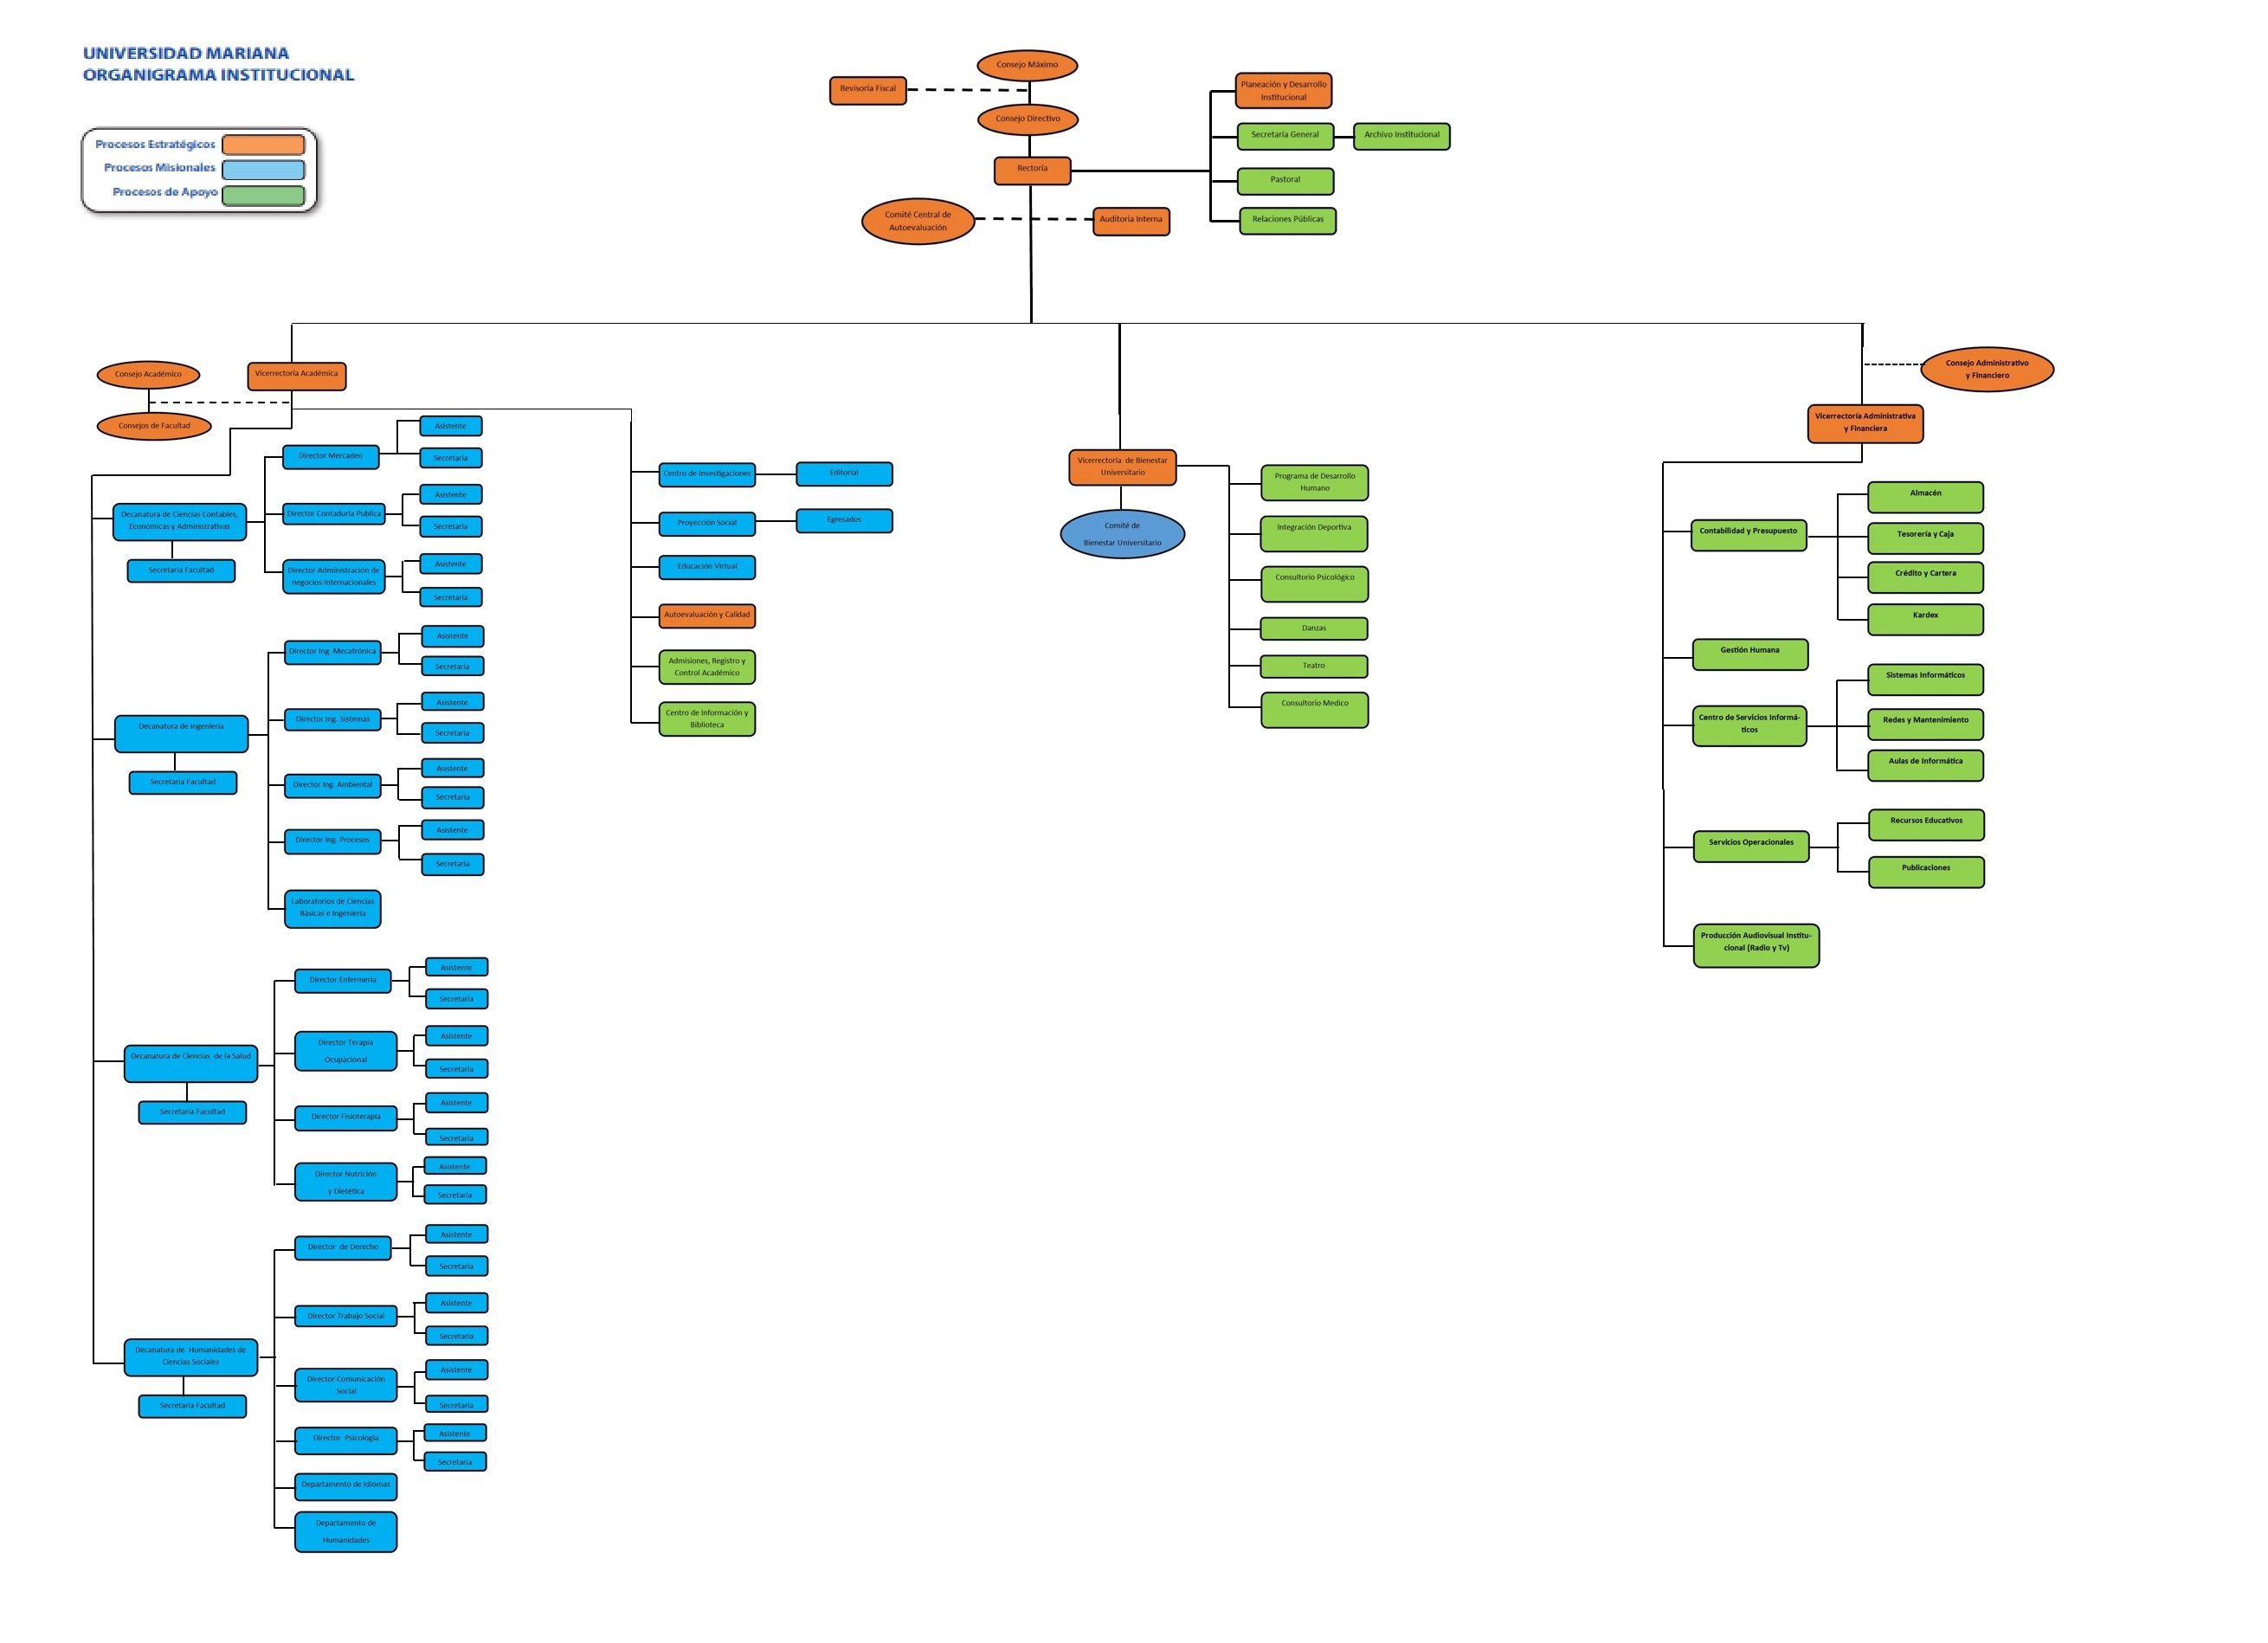 UNIVERSIDAD MARIANA
ORGANIGRAMA INSTITUCIONAL
Procesos Estratégicos
Procesos Misionales
Procesos de Apoyo
Consejo Máximo
Revisoría Fiscal
Consejo Directivo
Rectoría
Planeación y Desarrollo
Institucional
Secretaría General
Archivo Institucional
Pastoral
Relaciones Públicas
Comité Central de
Autoevaluación
Auditoria Interna
Consejo Académico
Vicerrectoría Académica
Consejos de Facultad
Decanatura de Ciencias Contables,
Económicas y Administrativas
Secretaria Facultad
Director Mercadeo
Asistente
Secretaria
Director Contaduría Publica
Asistente
Secretaria
Director Administración de
negocios Internacionales
Asistente
Secretaria
Decanatura de Ingeniería
Secretaria Facultad
Director Ing. Mecatrónica
Asistente
Secretaria
Director Ing. Sistemas
Asistente
Secretaria
Director Ing. Ambiental
Asistente
Secretaria
Director Ing. Procesos
Asistente
Secretaria
Laboratorios de Ciencias
Básicas e Ingeniería
Decanatura de Ciencias  de la Salud
Secretaria Facultad
Director Enfermería
Asistente
Secretaria
Director Terapia
Ocupacional
Asistente
Secretaria
Director Fisioterapia
Asistente
Secretaria
Director Nutrición
y Dietética
Asistente
Secretaria
Decanatura de  Humanidades de
Ciencias Sociales
Secretaria Facultad
Director  de Derecho
Asistente
Secretaria
Director Trabajo Social
Asistente
Secretaria
Director Comunicación
Social
Asistente
Secretaria
Director  Psicología
Asistente
Secretaria
Departamento de Idiomas
Departamento de
Humanidades
Centro de Investigaciones
Editorial
Proyección Social
Egresados
Educación Virtual
Autoevaluación y Calidad
Admisiones, Registro y
Control Académico
Centro de Información y
Biblioteca
Vicerrectoría  de Bienestar
Universitario
Comité de
Bienestar Universitario
Programa de Desarrollo
Humano
Integración Deportiva
Consultorio Psicológico
Danzas
Teatro
Consultorio Medico
Consejo Administrativo
y Financiero
Vicerrectoría Administrativa
y Financiera
Contabilidad y Presupuesto
Almacén
Tesorería y Caja
Crédito y Cartera
Kardex
Gestión Humana
Centro de Servicios Informá-
ticos
Sistemas Informáticos
Redes y Mantenimiento
Aulas de Informática
Servicios Operacionales
Recursos Educativos
Publicaciones
Producción Audiovisual Institu-
cional (Radio y Tv)